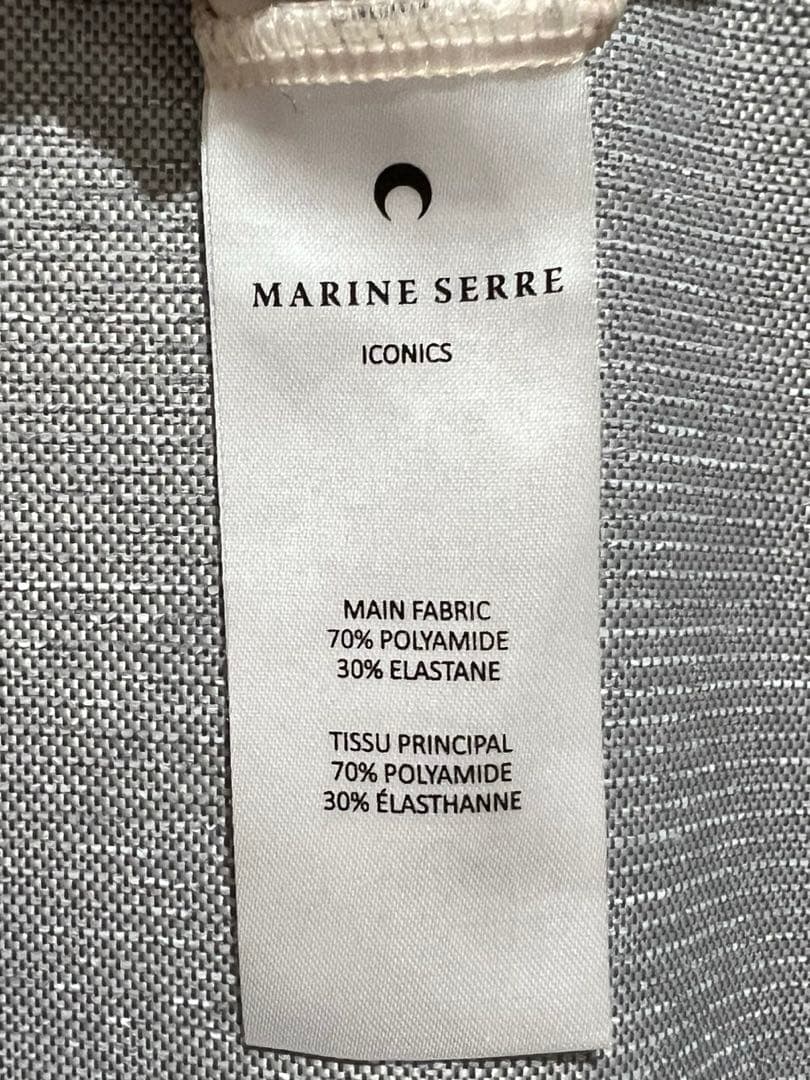 MARINE SERRE
ICONICS
MAIN FABRIC
70% POLYAMIDE
30% ELASTANE
TISSU PRINCIPAL
70% POLYAMIDE
30% ÉLASTHANNE